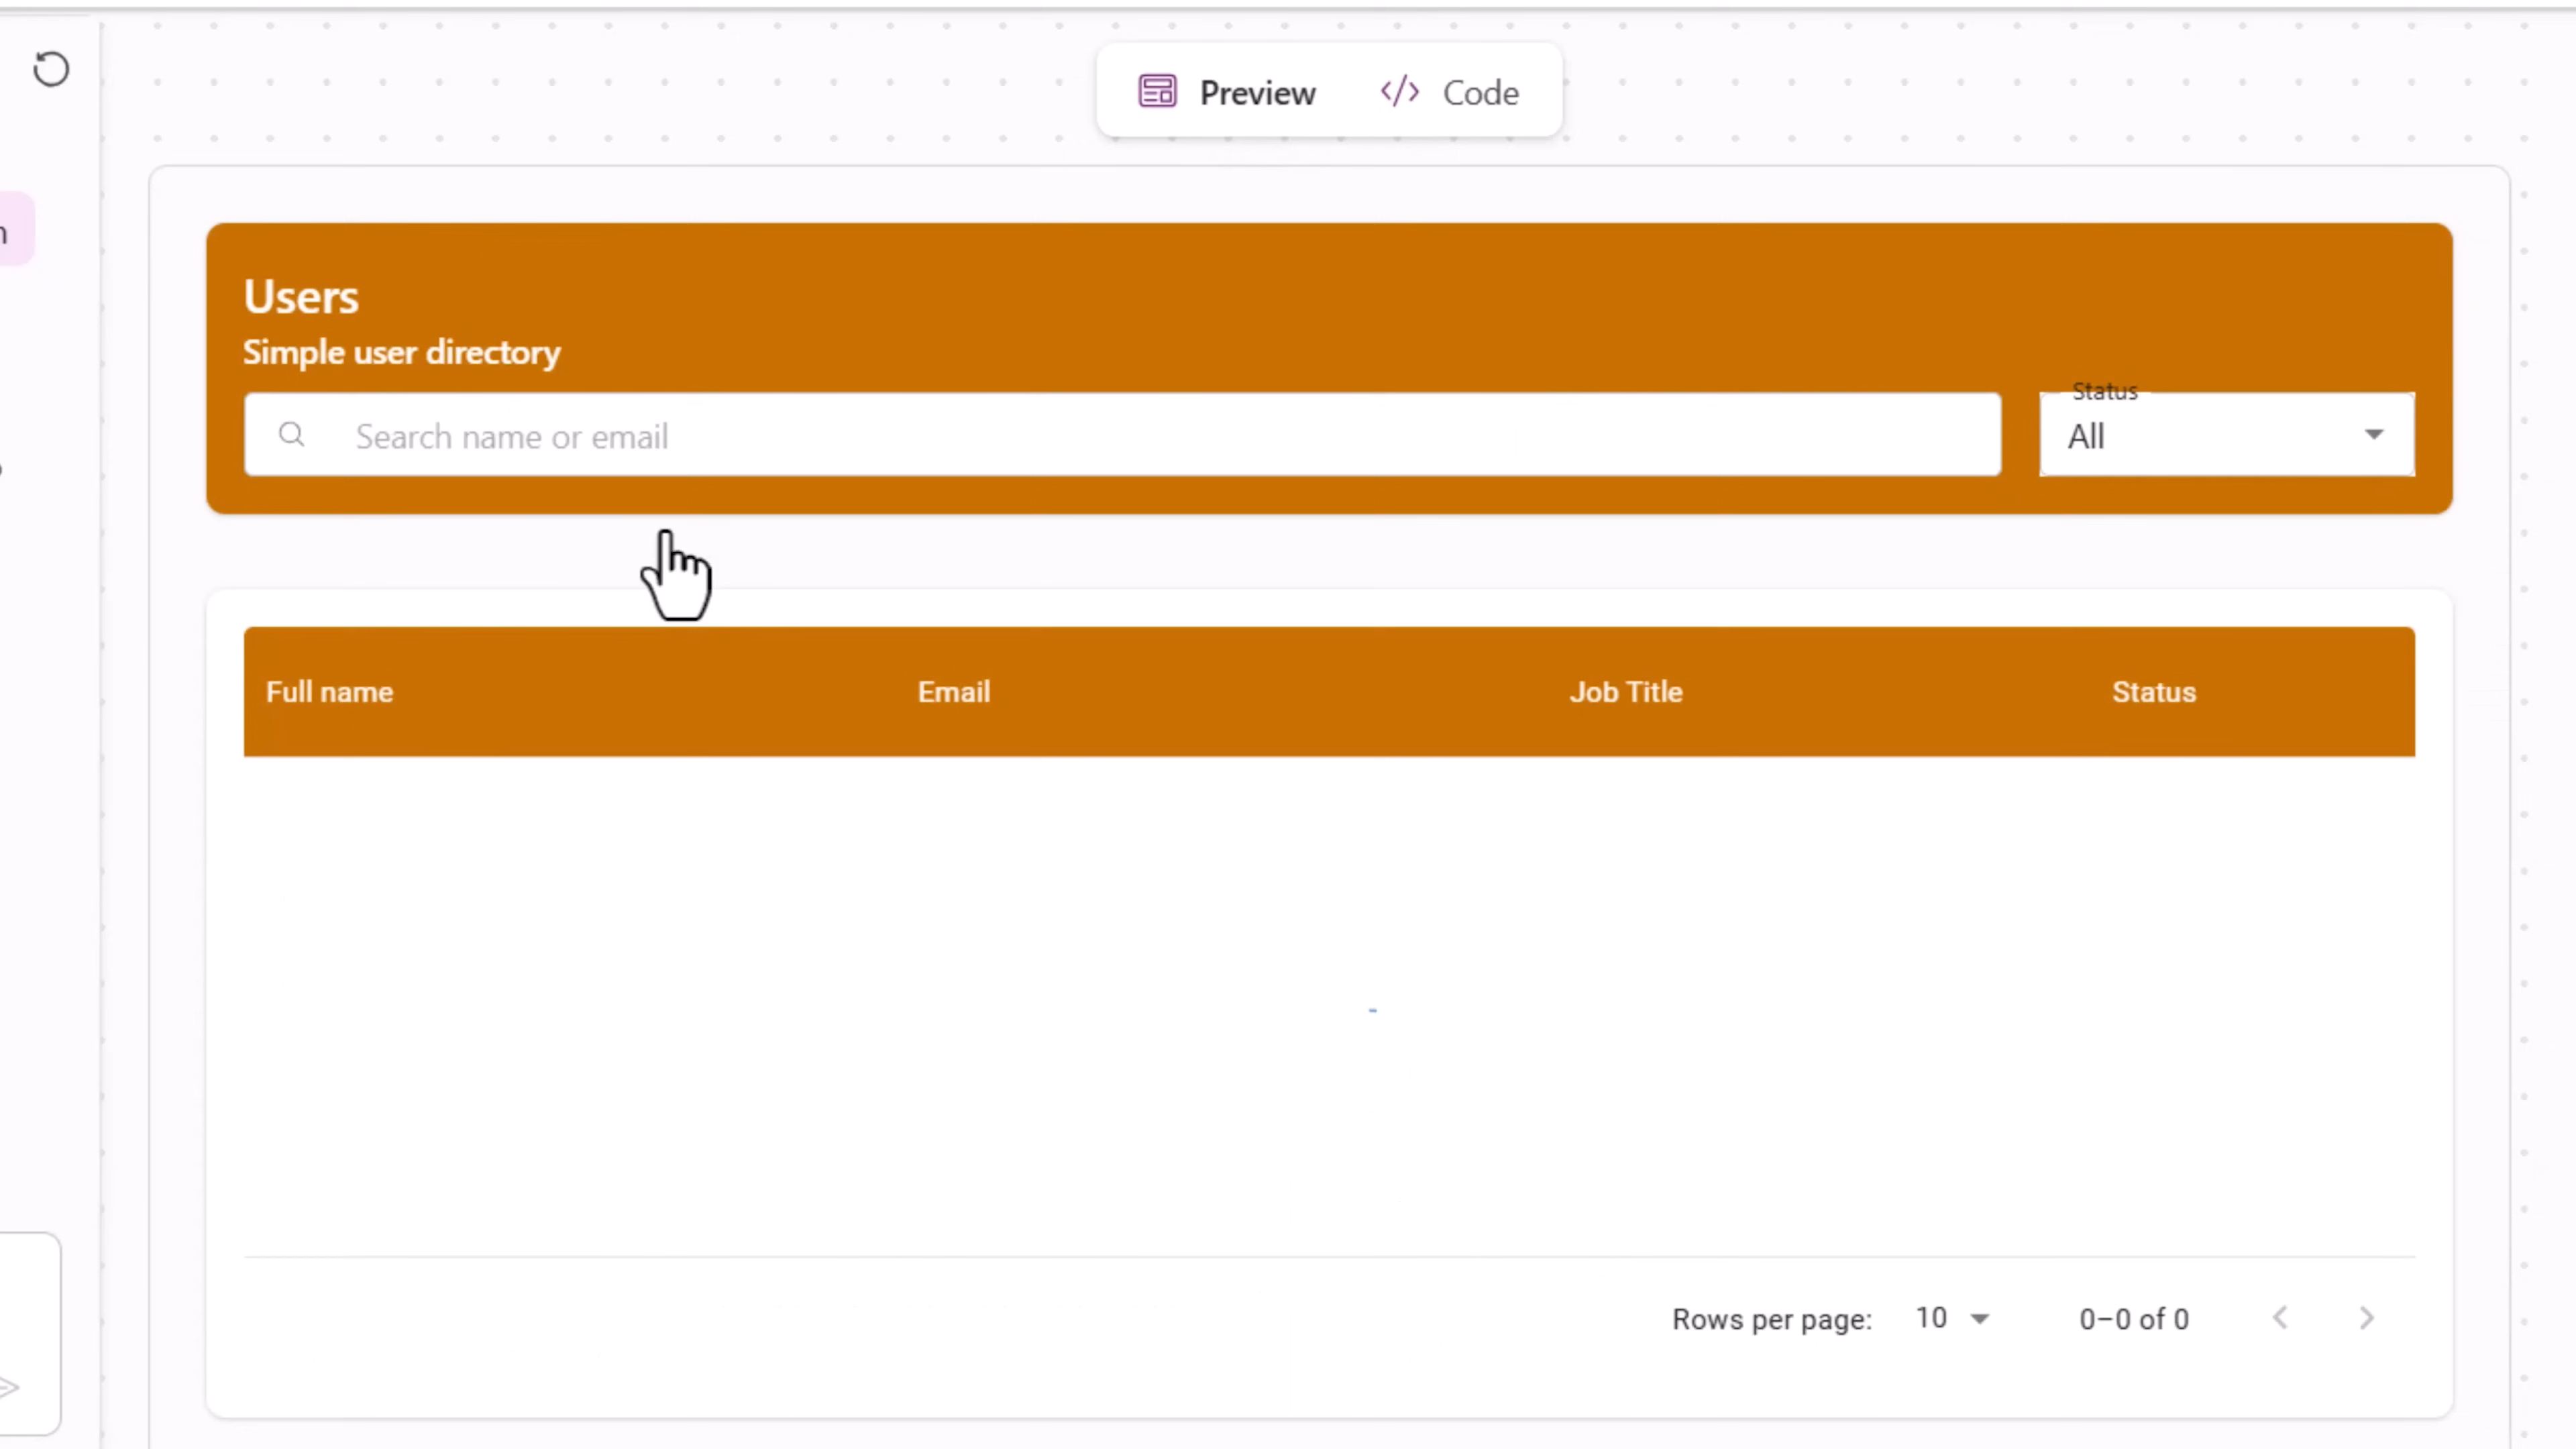 Preview Code
Users
Simple user directory
Status
Search name or email All
Full name Email Job Title Status
Rows per page: 10 0–0 of 0